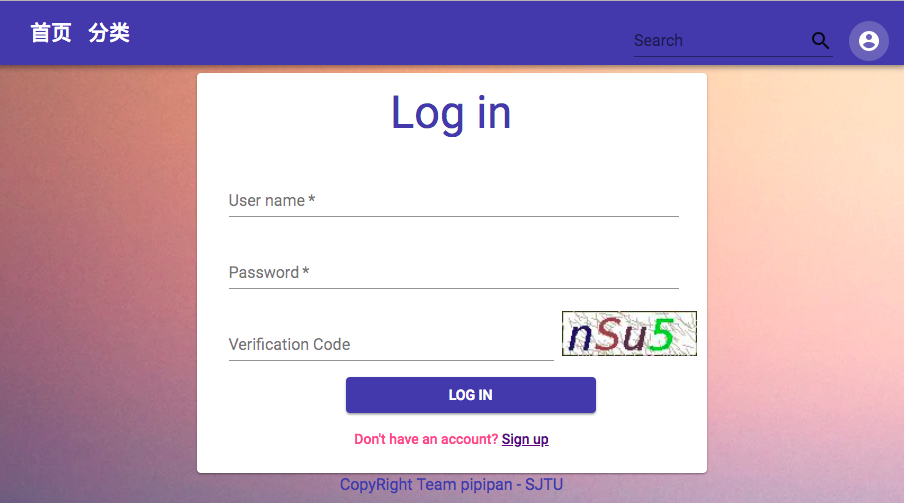 首页 分类
Search
Log in
User name *
Password *
Verification Code
nSu5
LOG IN
Don't have an account? Sign up
CopyRight Team pipipan - SJTU